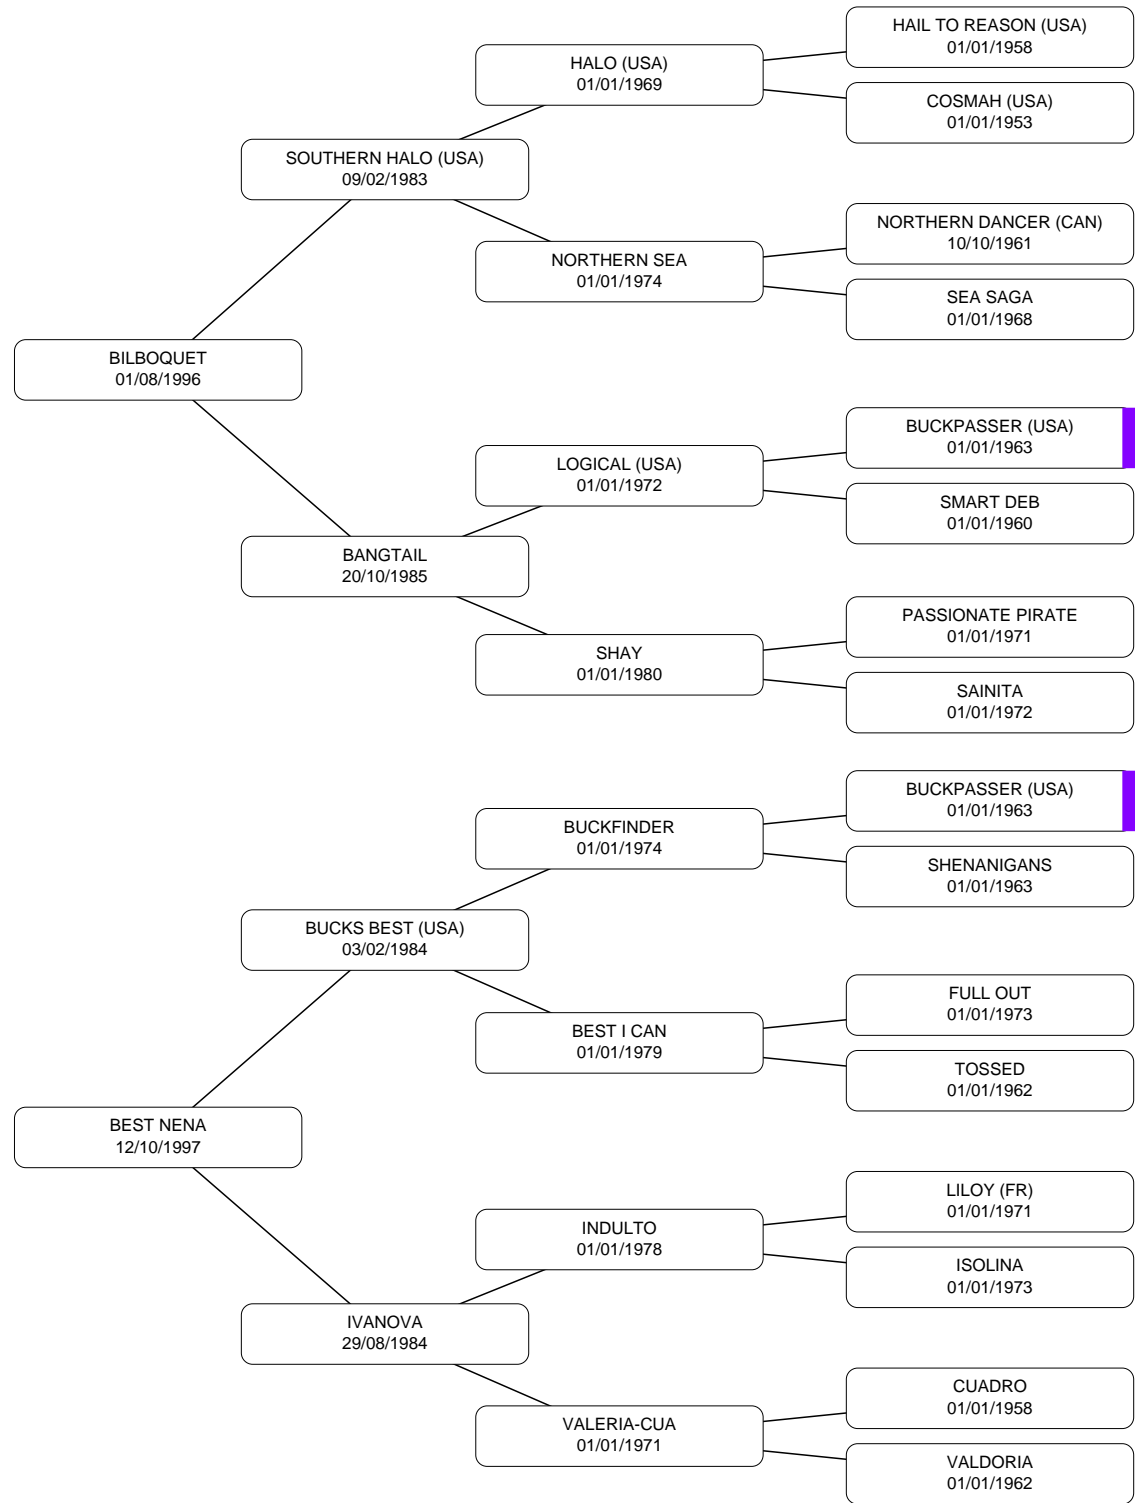 HAIL TO REASON (USA)
01/01/1958
HALO (USA)
01/01/1969
COSMAH (USA)
01/01/1953
SOUTHERN HALO (USA)
09/02/1983
NORTHERN DANCER (CAN)
10/10/1961
NORTHERN SEA
01/01/1974
SEA SAGA
01/01/1968
BILBOQUET
01/08/1996
BUCKPASSER (USA)
01/01/1963
LOGICAL (USA)
01/01/1972
SMART DEB
01/01/1960
BANGTAIL
20/10/1985
PASSIONATE PIRATE
01/01/1971
SHAY
01/01/1980
SAINITA
01/01/1972
BUCKPASSER (USA)
01/01/1963
BUCKFINDER
01/01/1974
SHENANIGANS
01/01/1963
BUCKS BEST (USA)
03/02/1984
FULL OUT
01/01/1973
BEST I CAN
01/01/1979
TOSSED
01/01/1962
BEST NENA
12/10/1997
LILOY (FR)
01/01/1971
INDULTO
01/01/1978
ISOLINA
01/01/1973
IVANOVA
29/08/1984
CUADRO
01/01/1958
VALERIA-CUA
01/01/1971
VALDORIA
01/01/1962